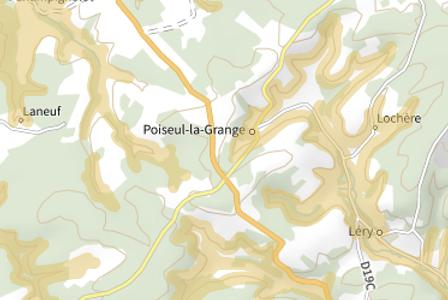 Laneuf
Lochère
Poiseul-la-Grange
Léry
D19C